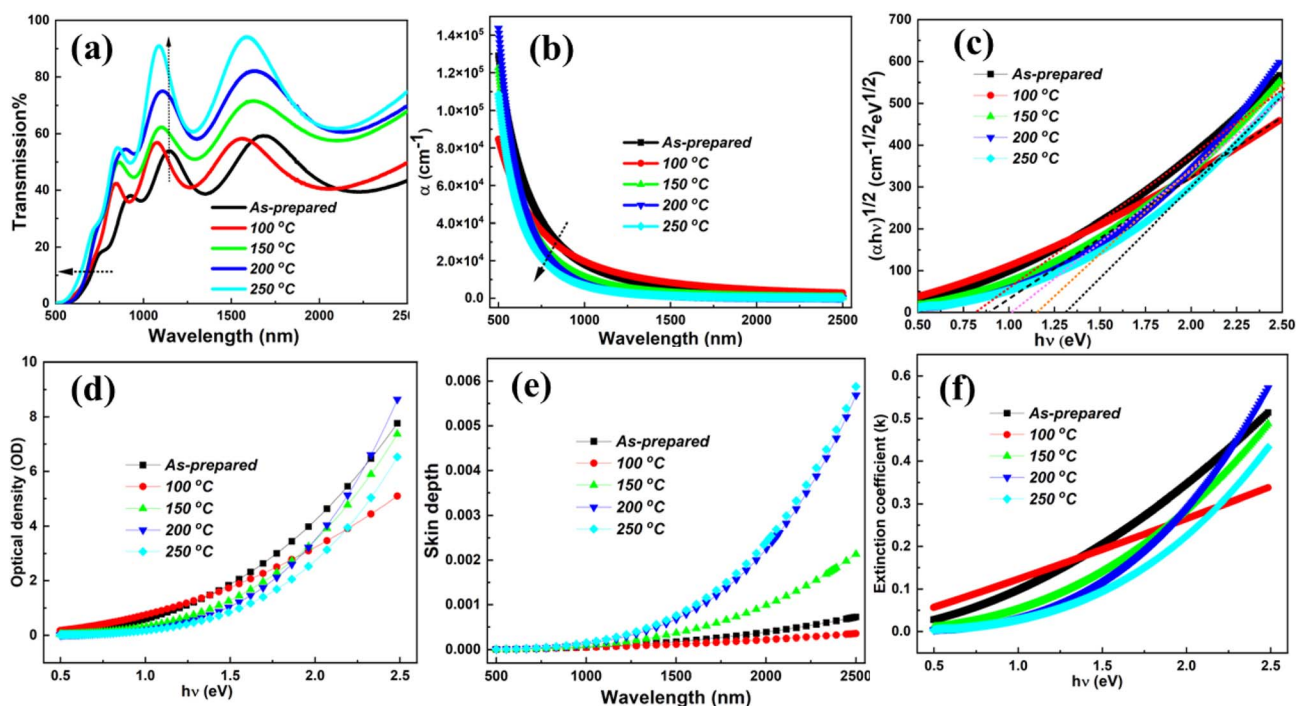 (a)
Transmission%
100
90
80
70
60
50
40
30
20
10
0
As-prepared
100 °C
150 °C
200 °C
250 °C
500 1000 1500 2000 250
Wavelength (nm)
(b)
α (cm⁻¹)
1.4×10⁵
1.2×10⁵
1.0×10⁵
8.0×10⁴
6.0×10⁴
4.0×10⁴
2.0×10⁴
0.0
As-prepared
100 °C
150 °C
200 °C
250 °C
500 1000 1500 2000 2500
Wavelength (nm)
(c)
(αhν)1/2 (cm-1/2eV1/2)
700
600
500
400
300
200
100
0
As-prepared
100 °C
150 °C
200 °C
250 °C
0.50 0.75 1.00 1.25 1.50 1.75 2.00 2.25 2.50
hν (eV)
(d)
Optical density (OD)
10
8
6
4
2
0
As-prepared
100 °C
150 °C
200 °C
250 °C
0.5 1.0 1.5 2.0 2.5
hν (eV)
(e)
Skin depth
0.006
0.005
0.004
0.003
0.002
0.001
0.000
As-prepared
100 °C
150 °C
200 °C
250 °C
500 1000 1500 2000 2500
Wavelength (nm)
(f)
Extinction coefficient (k)
0.6
0.5
0.4
0.3
0.2
0.1
0.0
As-prepared
100 °C
150 °C
200 °C
250 °C
0.5 1.0 1.5 2.0 2.5
hν (eV)